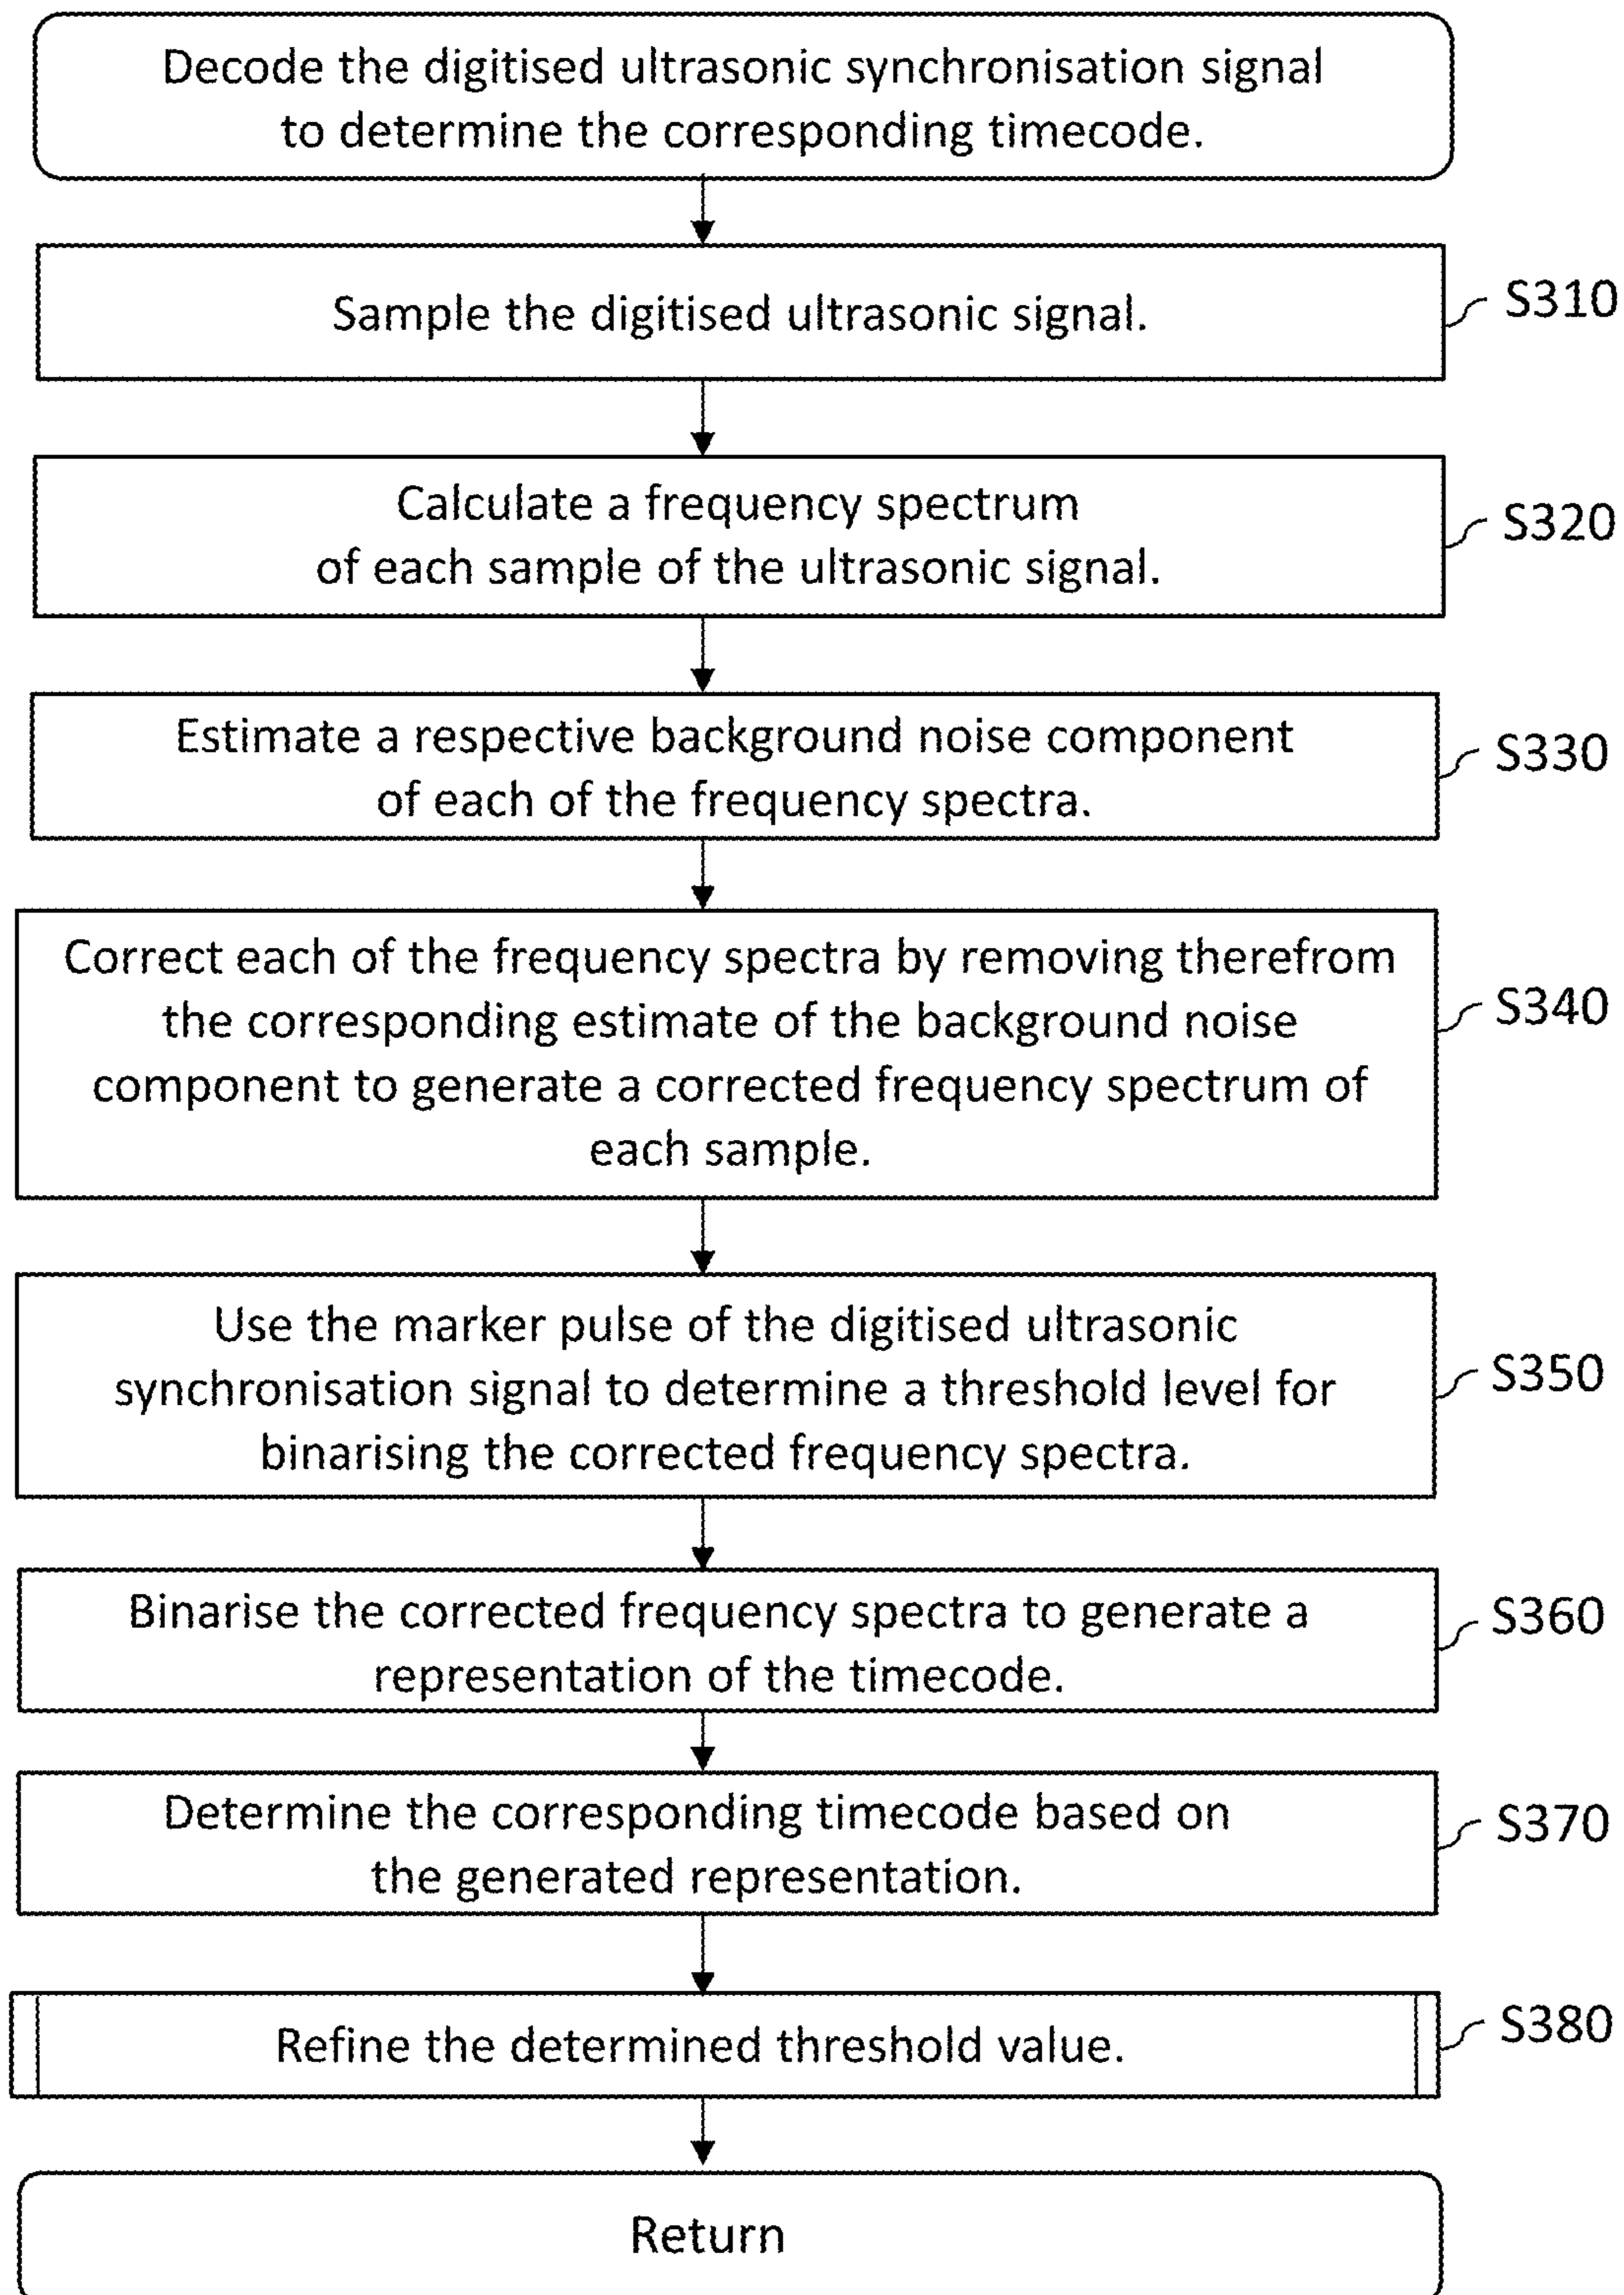 Decode the digitised ultrasonic synchronisation signal
to determine the corresponding timecode.
Sample the digitised ultrasonic signal.
S310
Calculate a frequency spectrum
of each sample of the ultrasonic signal.
S320
Estimate a respective background noise component
of each of the frequency spectra.
S330
Correct each of the frequency spectra by removing therefrom
the corresponding estimate of the background noise
component to generate a corrected frequency spectrum of
each sample.
S340
Use the marker pulse of the digitised ultrasonic
synchronisation signal to determine a threshold level for
binarising the corrected frequency spectra.
S350
Binarise the corrected frequency spectra to generate a
representation of the timecode.
S360
Determine the corresponding timecode based on
the generated representation.
S370
Refine the determined threshold value.
S380
Return